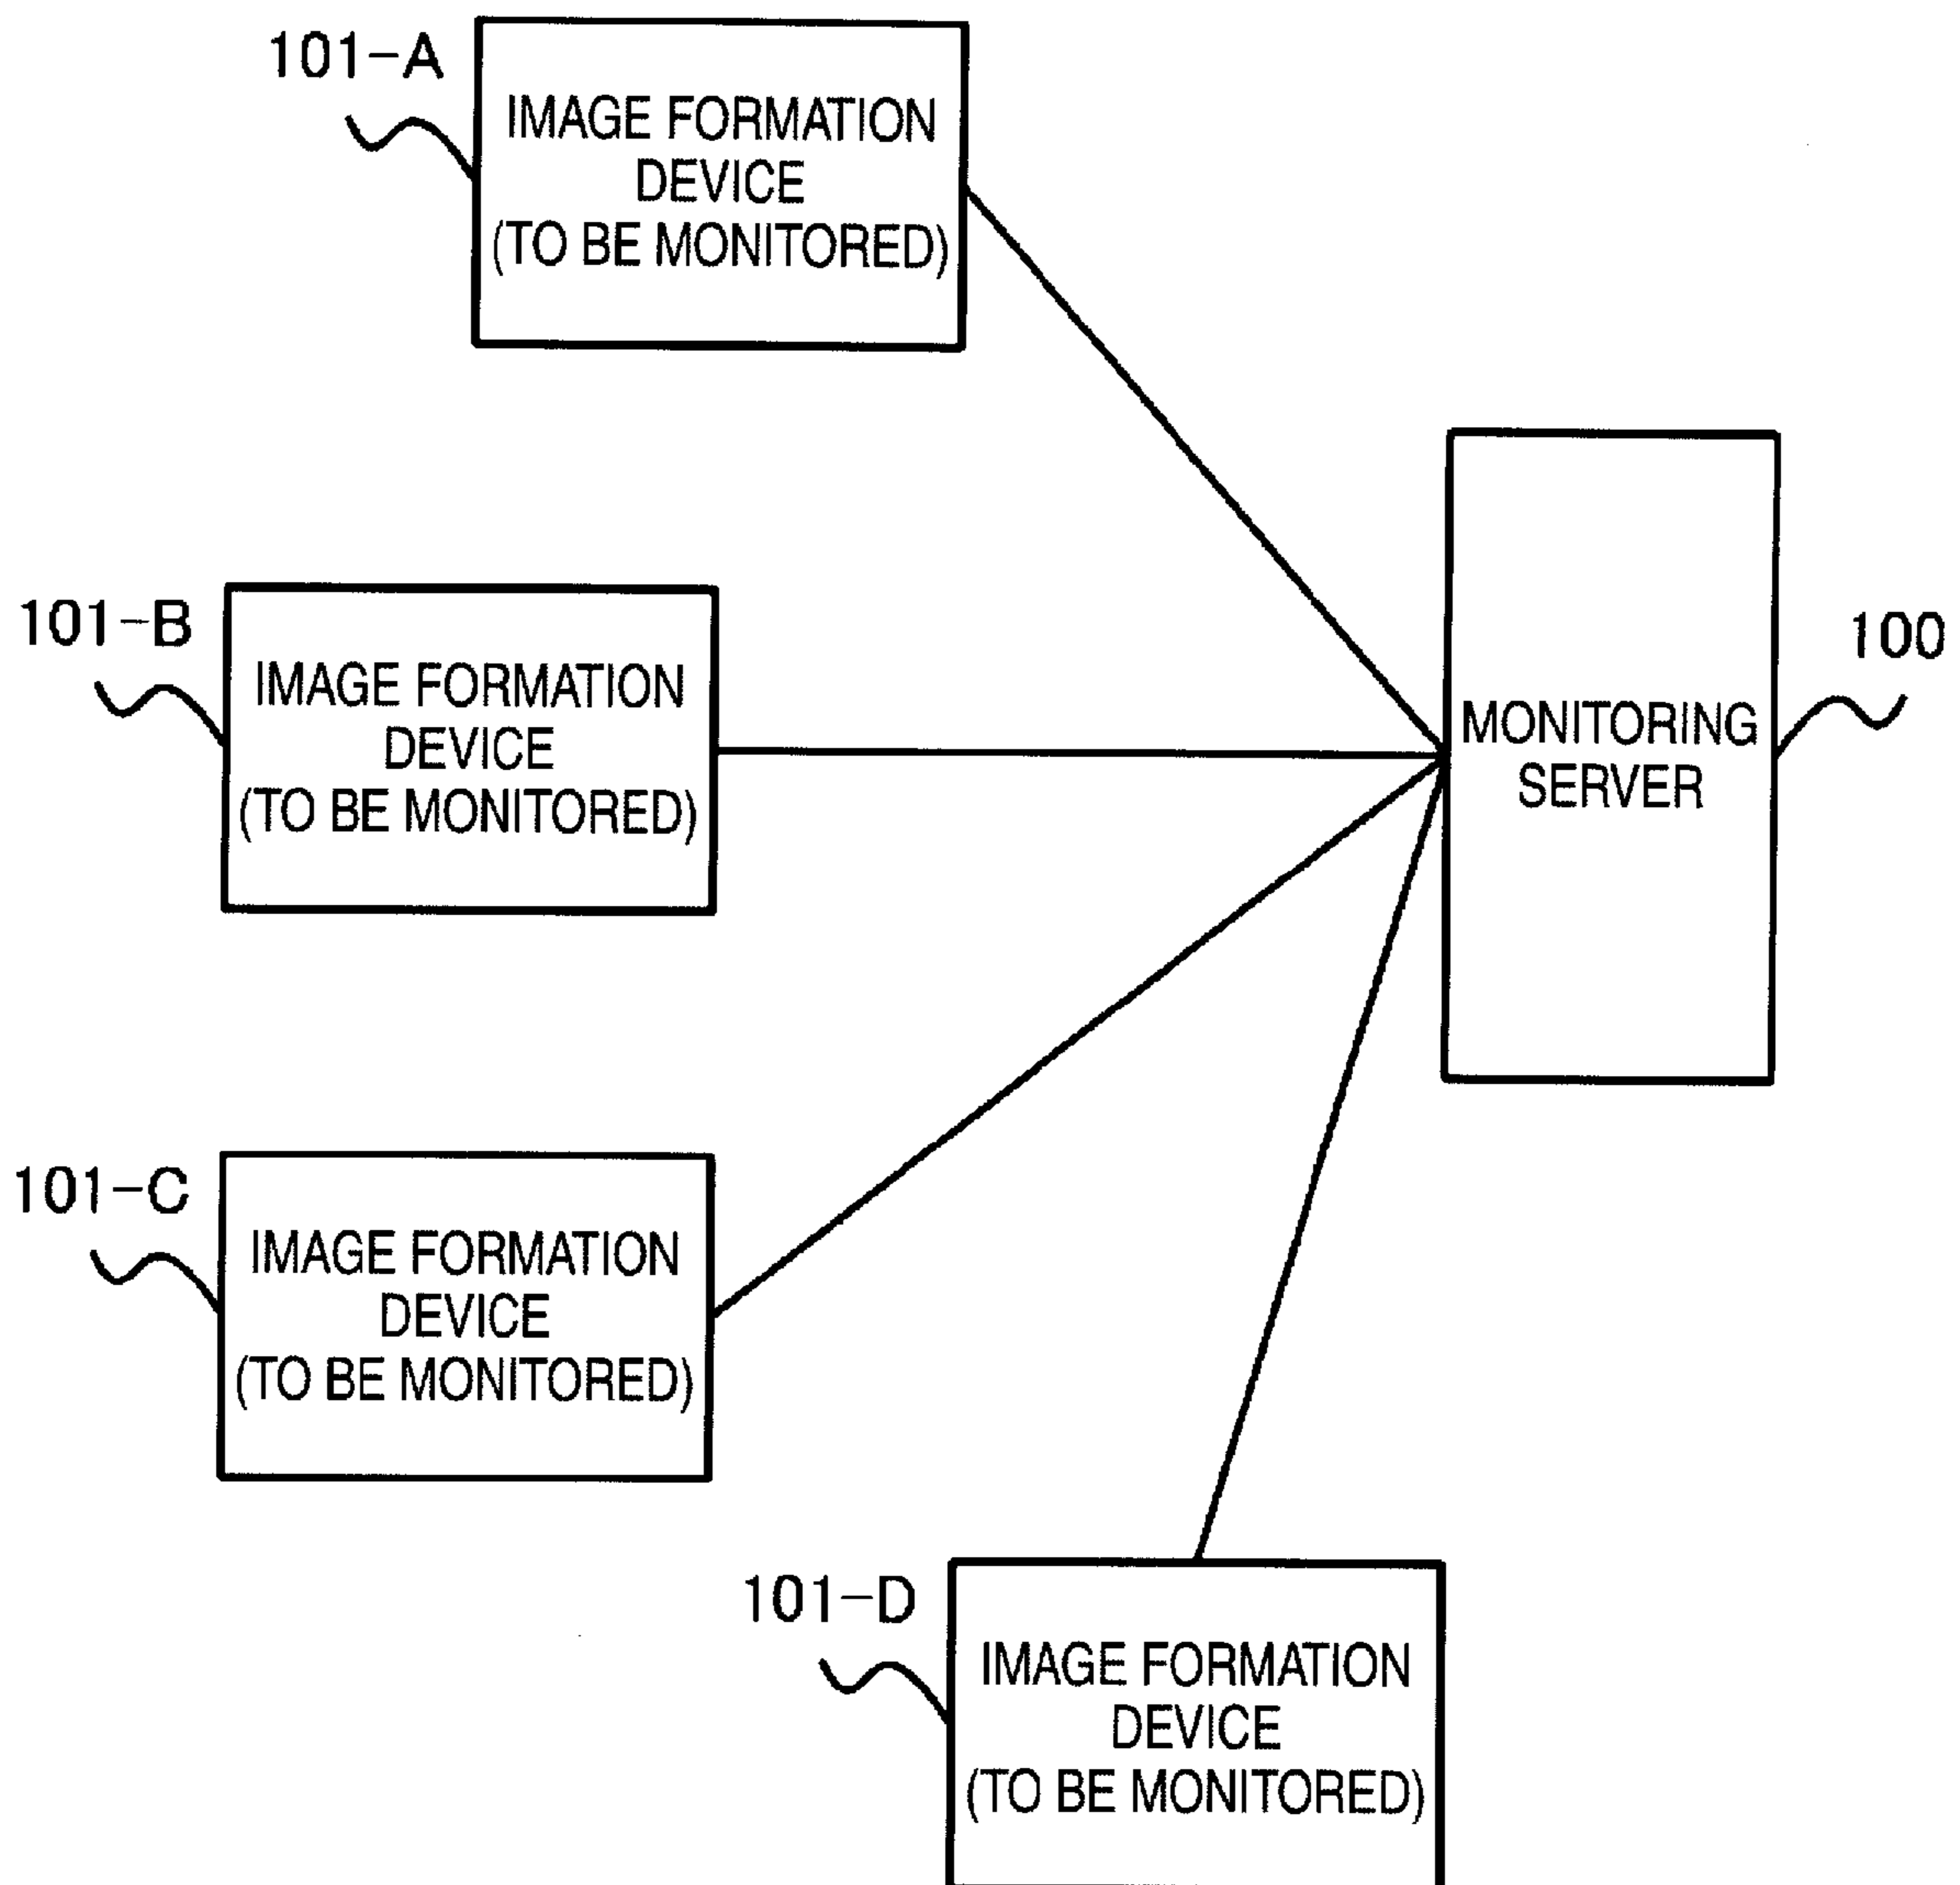 101-A
IMAGE FORMATION
DEVICE
(TO BE MONITORED)
101-B
IMAGE FORMATION
DEVICE
(TO BE MONITORED)
100
MONITORING
SERVER
101-C
IMAGE FORMATION
DEVICE
(TO BE MONITORED)
101-D
IMAGE FORMATION
DEVICE
(TO BE MONITORED)